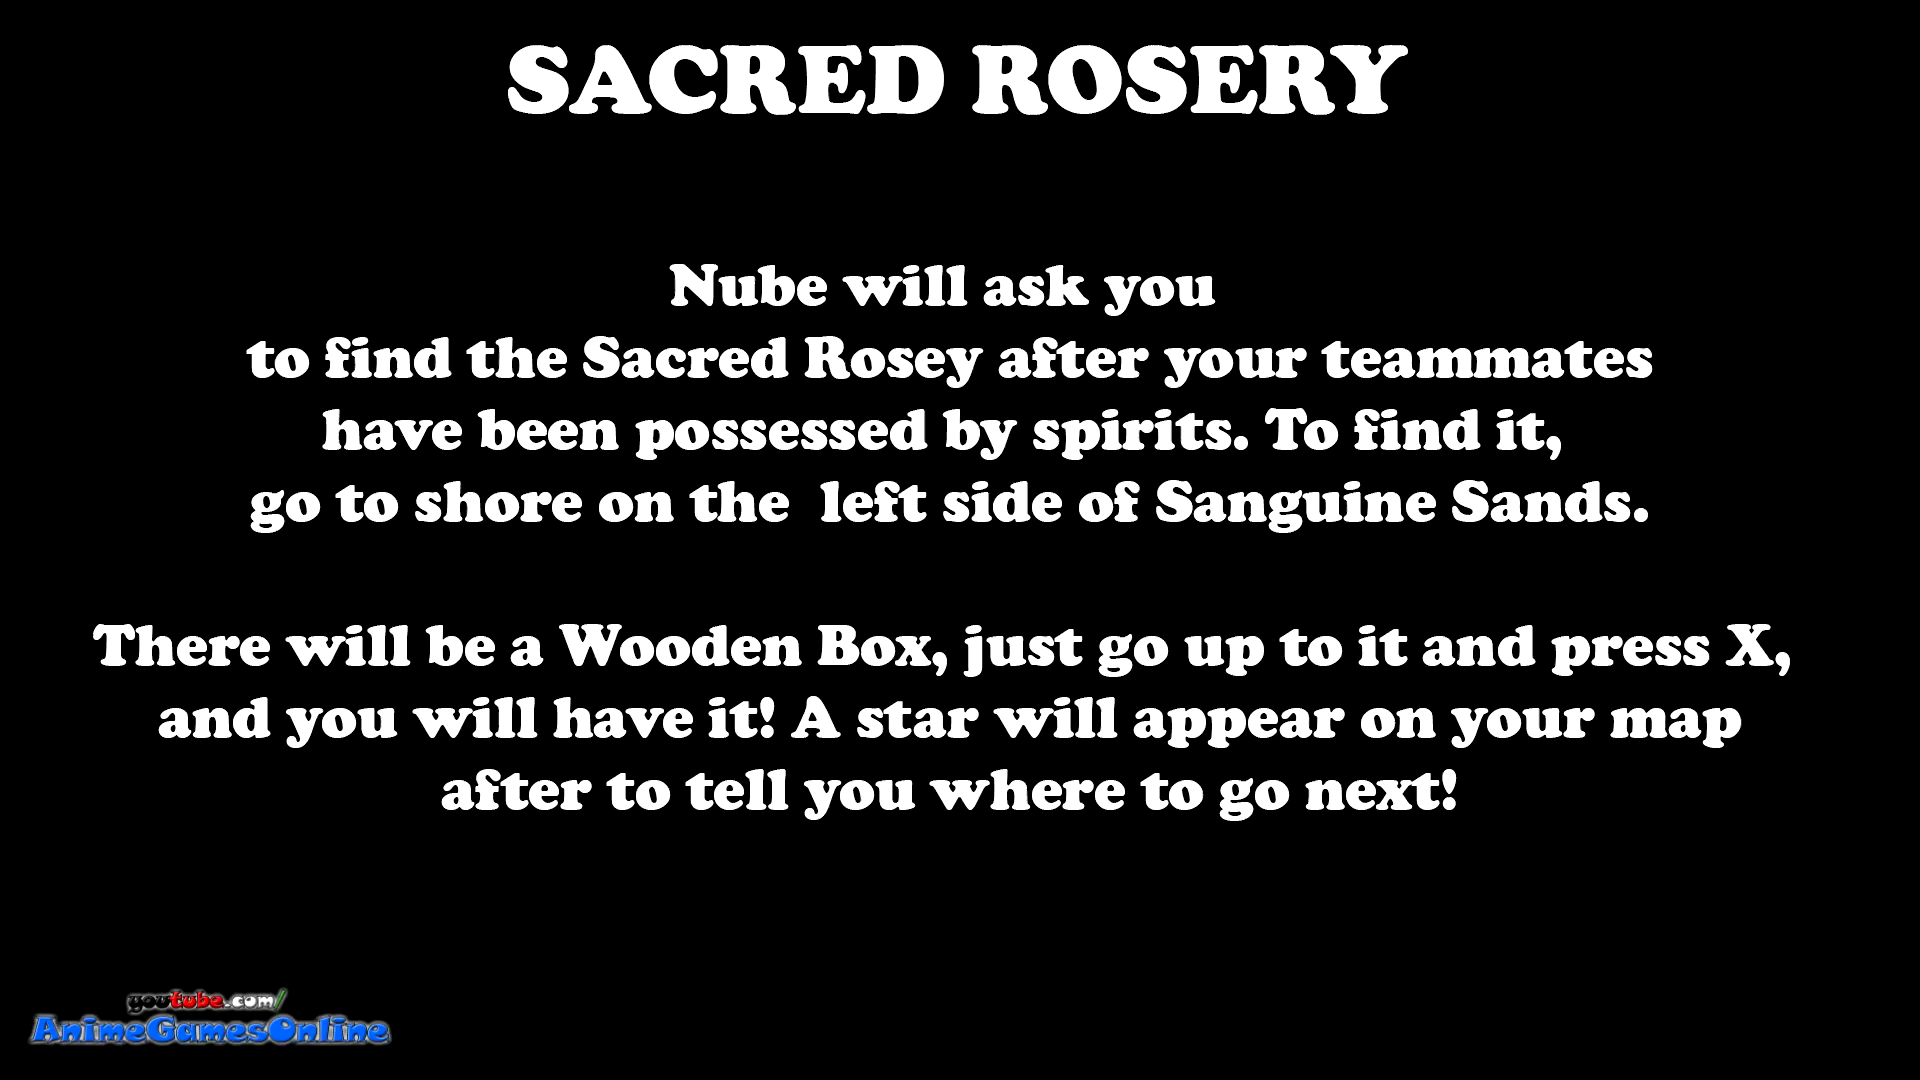 SACRED ROSERY
Nube will ask you
to find the Sacred Rosey after your teammates
have been possessed by spirits. To find it,
go to shore on the left side of Sanguine Sands.
There will be a Wooden Box, just go up to it and press X,
and you will have it! A star will appear on your map
after to tell you where to go next!
youtube.com/
AnimeGamesOnline